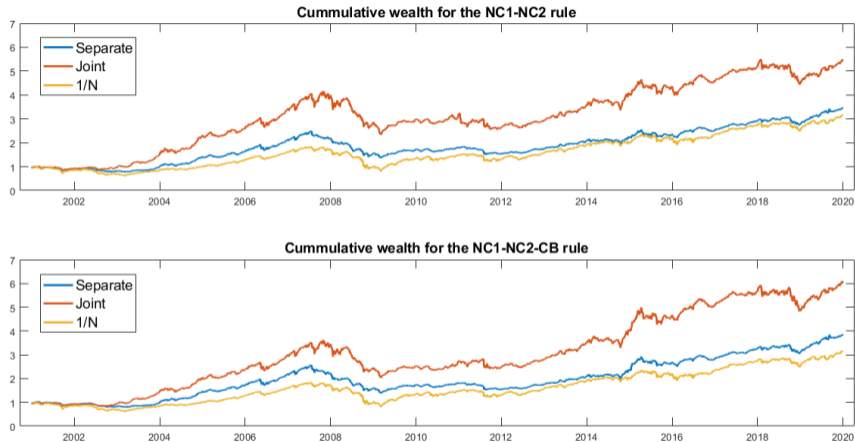 Cummulative wealth for the NC1-NC2 rule
7
6
5
4
3
2
1
0
Separate
Joint
1/N
2002 2004 2006 2008 2010 2012 2014 2016 2018 2020
Cummulative wealth for the NC1-NC2-CB rule
7
6
5
4
3
2
1
0
Separate
Joint
1/N
2002 2004 2006 2008 2010 2012 2014 2016 2018 2020